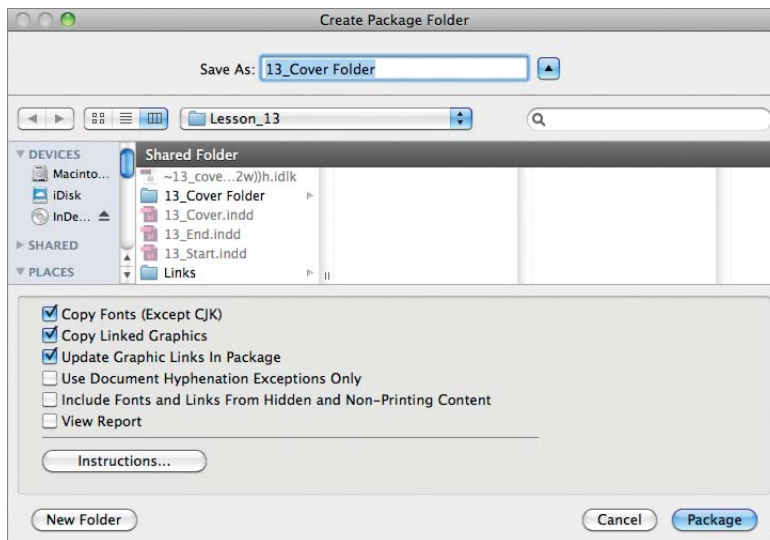 Create Package Folder
Save As: 13_Cover Folder
Lesson_13
DEVICES
Macinto...
iDisk
InDe...
SHARED
PLACES
Shared Folder
~13_cove...2w))h.idlk
13_Cover Folder
13_Cover.indd
13_End.indd
13_Start.indd
Links
Copy Fonts (Except CJK)
Copy Linked Graphics
Update Graphic Links In Package
Use Document Hyphenation Exceptions Only
Include Fonts and Links From Hidden and Non-Printing Content
View Report
Instructions...
New Folder
Cancel
Package